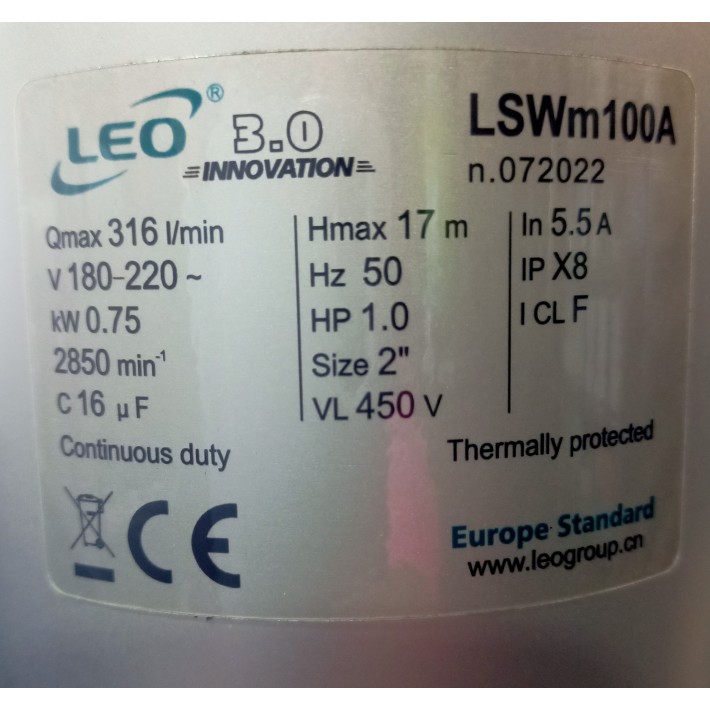 LEO® 3.0
INNOVATION
LSWm100A
n.072022
Qmax 316 l/min
V 180-220 ~
kW 0.75
2850 min⁻¹
C 16 µF
Hmax 17 m
Hz 50
HP 1.0
Size 2"
VL 450 V
In 5.5 A
IP X8
I CL F
Continuous duty
Thermally protected
CE
Europe Standard
www.leogroup.cn